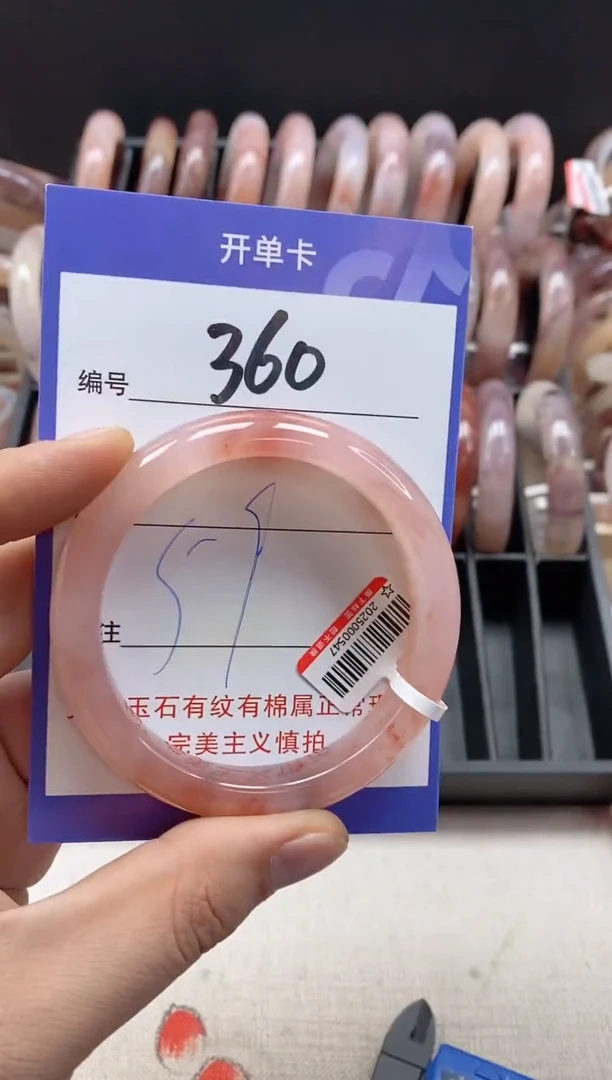 开单卡
编号 360
57
注
玉石有纹有棉属正常现
完美主义慎拍
2025000547